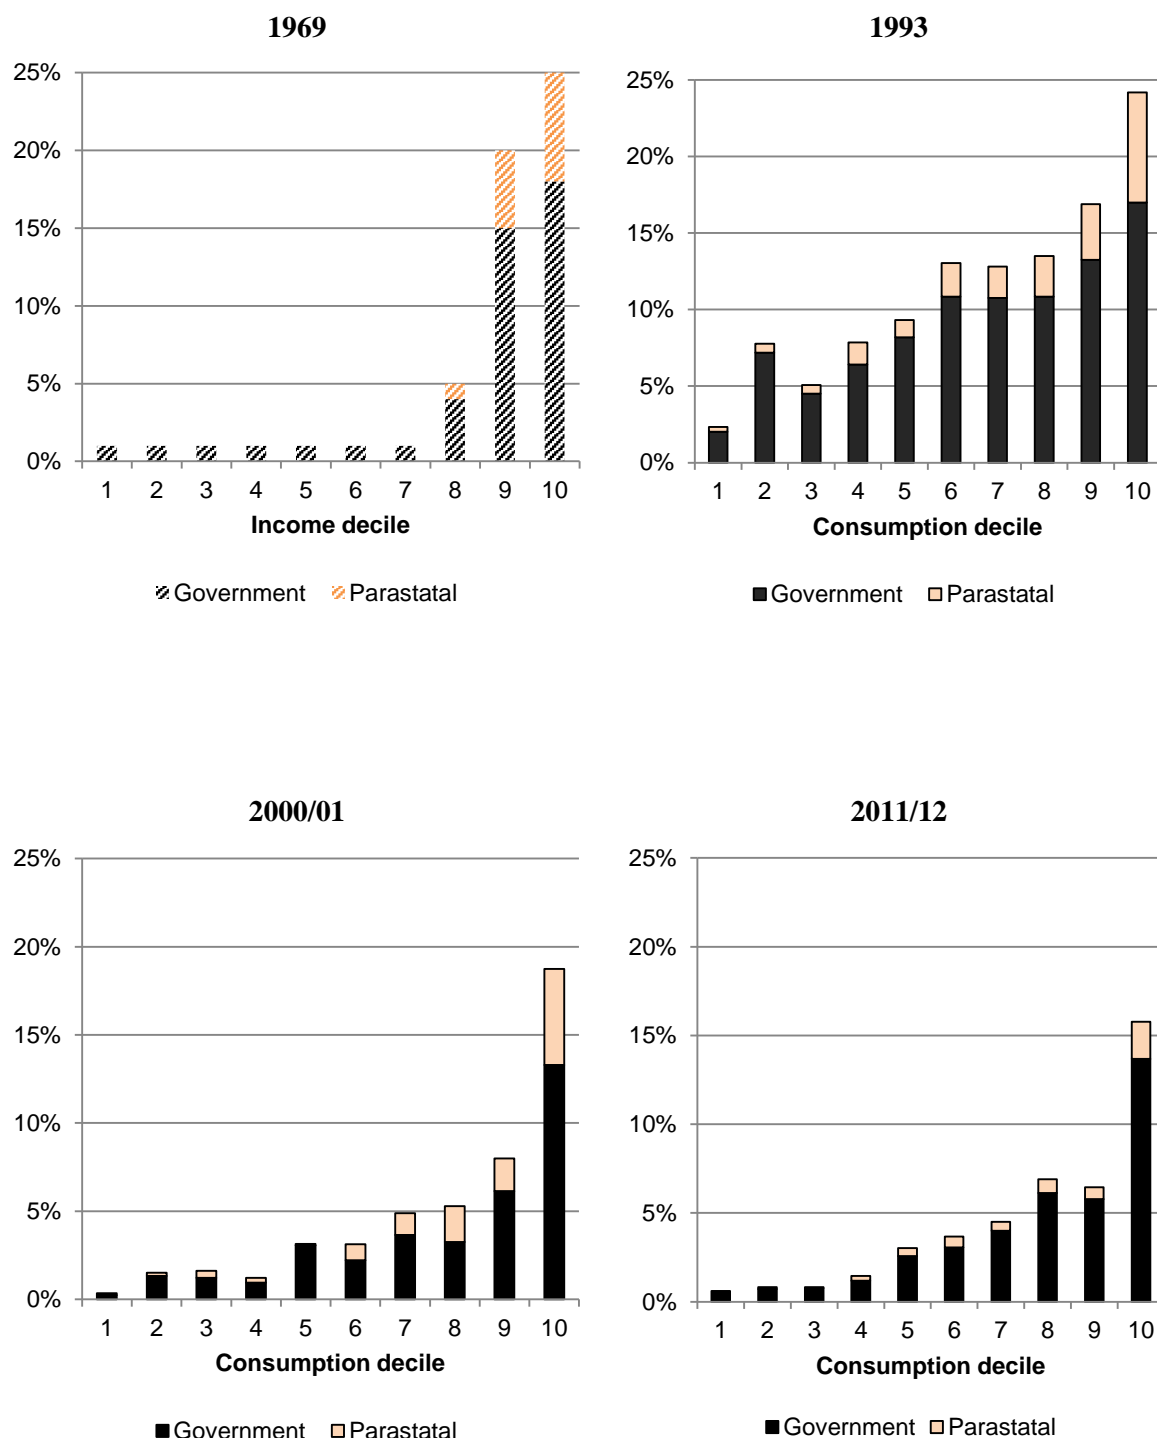 1969
25%
20%
15%
10%
5%
0%
1 2 3 4 5 6 7 8 9 10
Income decile
Government Parastatal
1993
25%
20%
15%
10%
5%
0%
1 2 3 4 5 6 7 8 9 10
Consumption decile
Government Parastatal
2000/01
25%
20%
15%
10%
5%
0%
1 2 3 4 5 6 7 8 9 10
Consumption decile
Government Parastatal
2011/12
25%
20%
15%
10%
5%
0%
1 2 3 4 5 6 7 8 9 10
Consumption decile
Government Parastatal